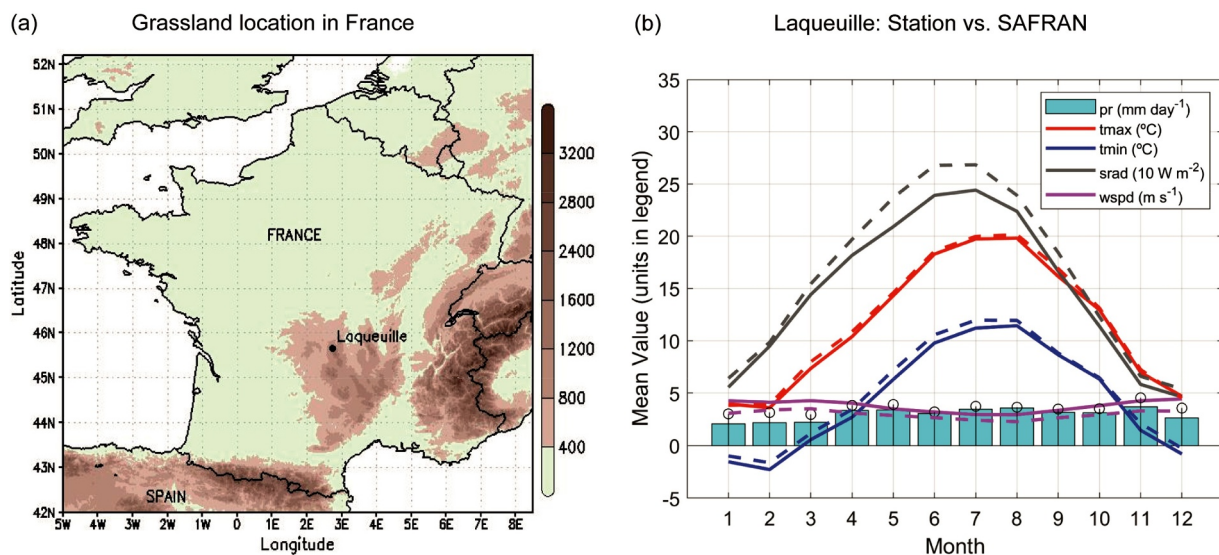 (a) Grassland location in France
52N
51N
50N
49N
48N
47N
46N
45N
44N
43N
42N
Latitude
FRANCE
Laqueuille
SPAIN
5W 4W 3W 2W 1W 0 1E 2E 3E 4E 5E 6E 7E 8E
Longitude
3200
2800
2400
1600
1200
800
400
(b) Laqueuille: Station vs. SAFRAN
35
30
25
20
15
10
5
0
-5
Mean Value (units in legend)
pr (mm day⁻¹)
tmax (ºC)
tmin (ºC)
srad (10 W m⁻²)
wspd (m s⁻¹)
1 2 3 4 5 6 7 8 9 10 11 12
Month